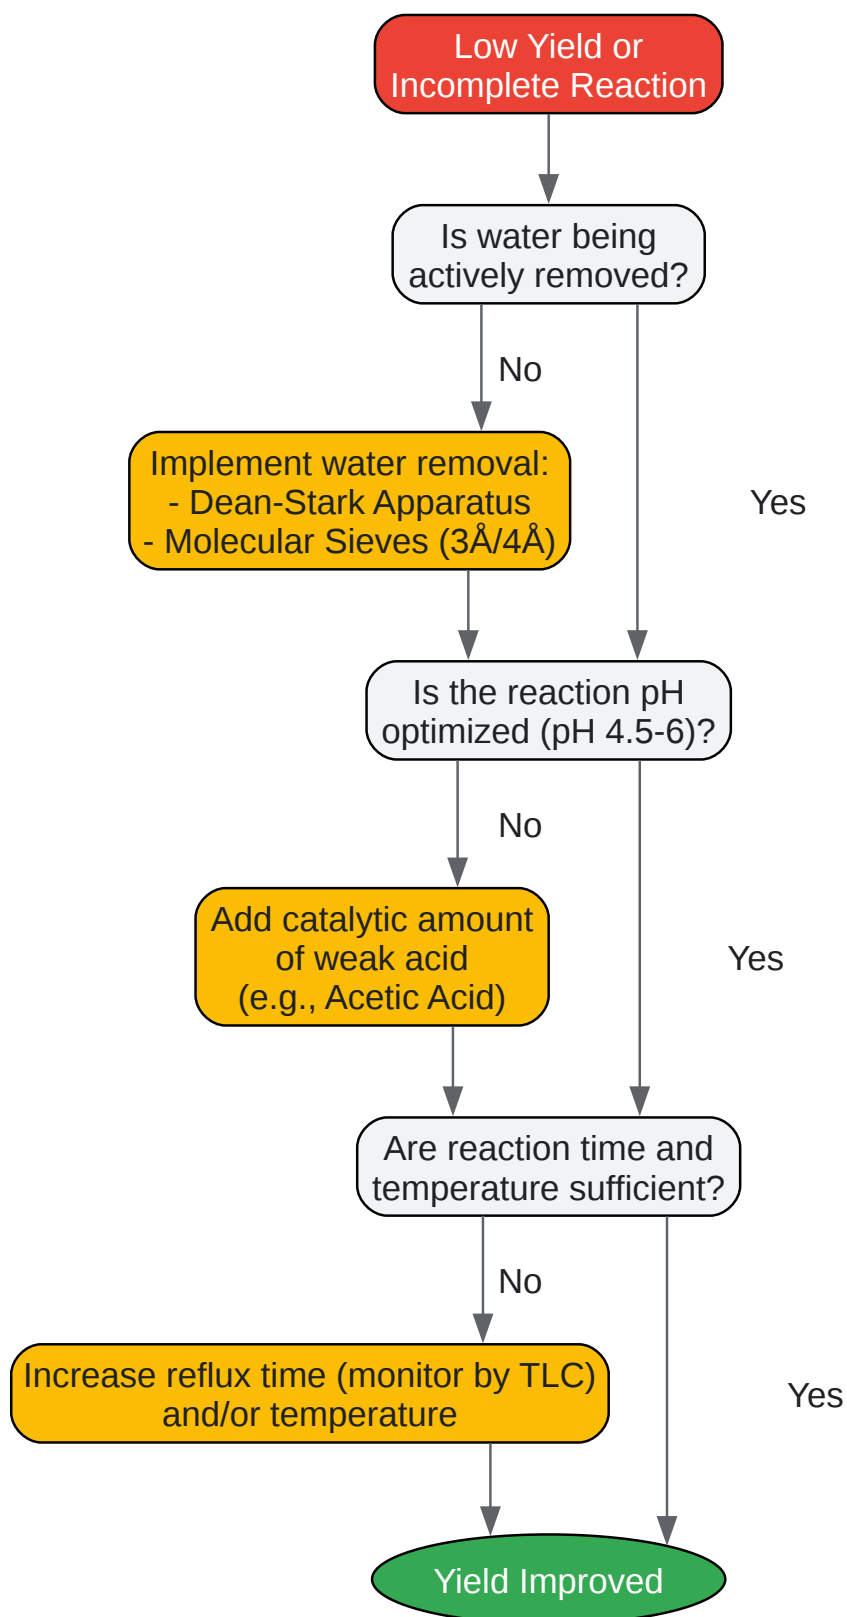 Low Yield or
Incomplete Reaction
Is water being
actively removed?
No
Implement water removal:
- Dean-Stark Apparatus
- Molecular Sieves (3Å/4Å)
Yes
Is the reaction pH
optimized (pH 4.5-6)?
No
Add catalytic amount
of weak acid
(e.g., Acetic Acid)
Yes
Are reaction time and
temperature sufficient?
No
Increase reflux time (monitor by TLC)
and/or temperature
Yes
Yield Improved